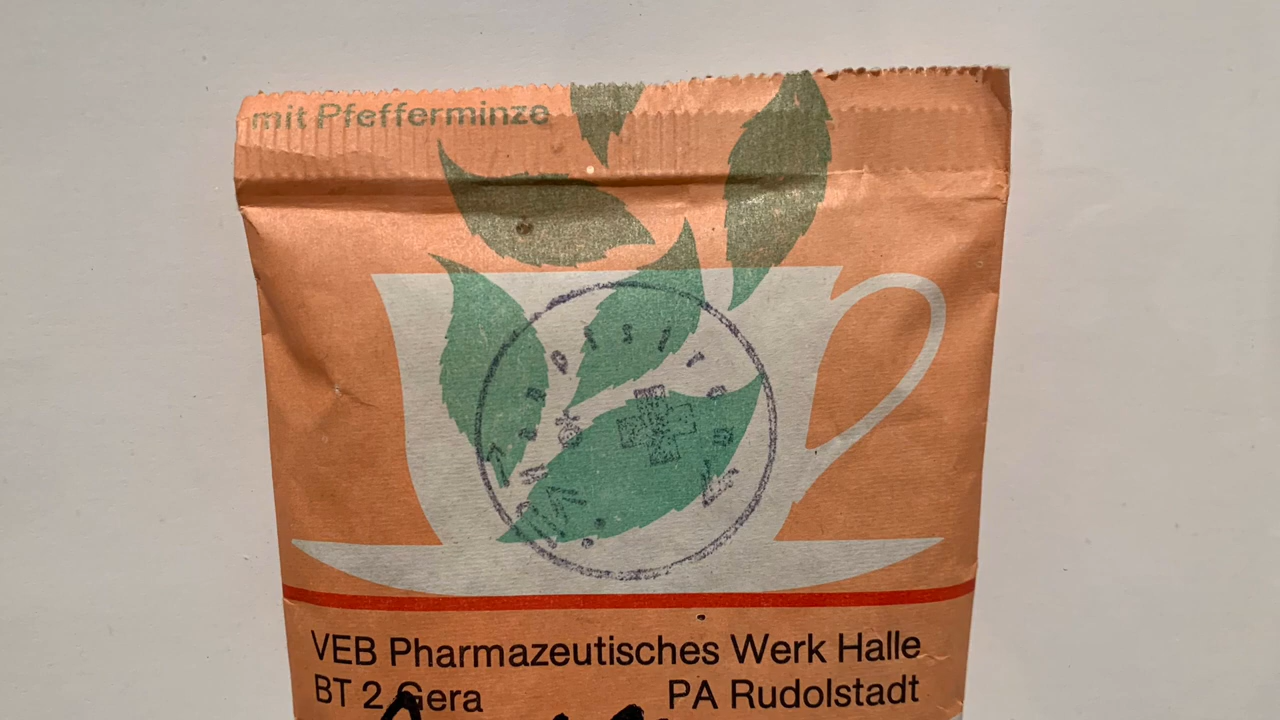 mit Pfefferminze
VEB Pharmazeutisches Werk Halle
BT 2 Gera PA Rudolstadt